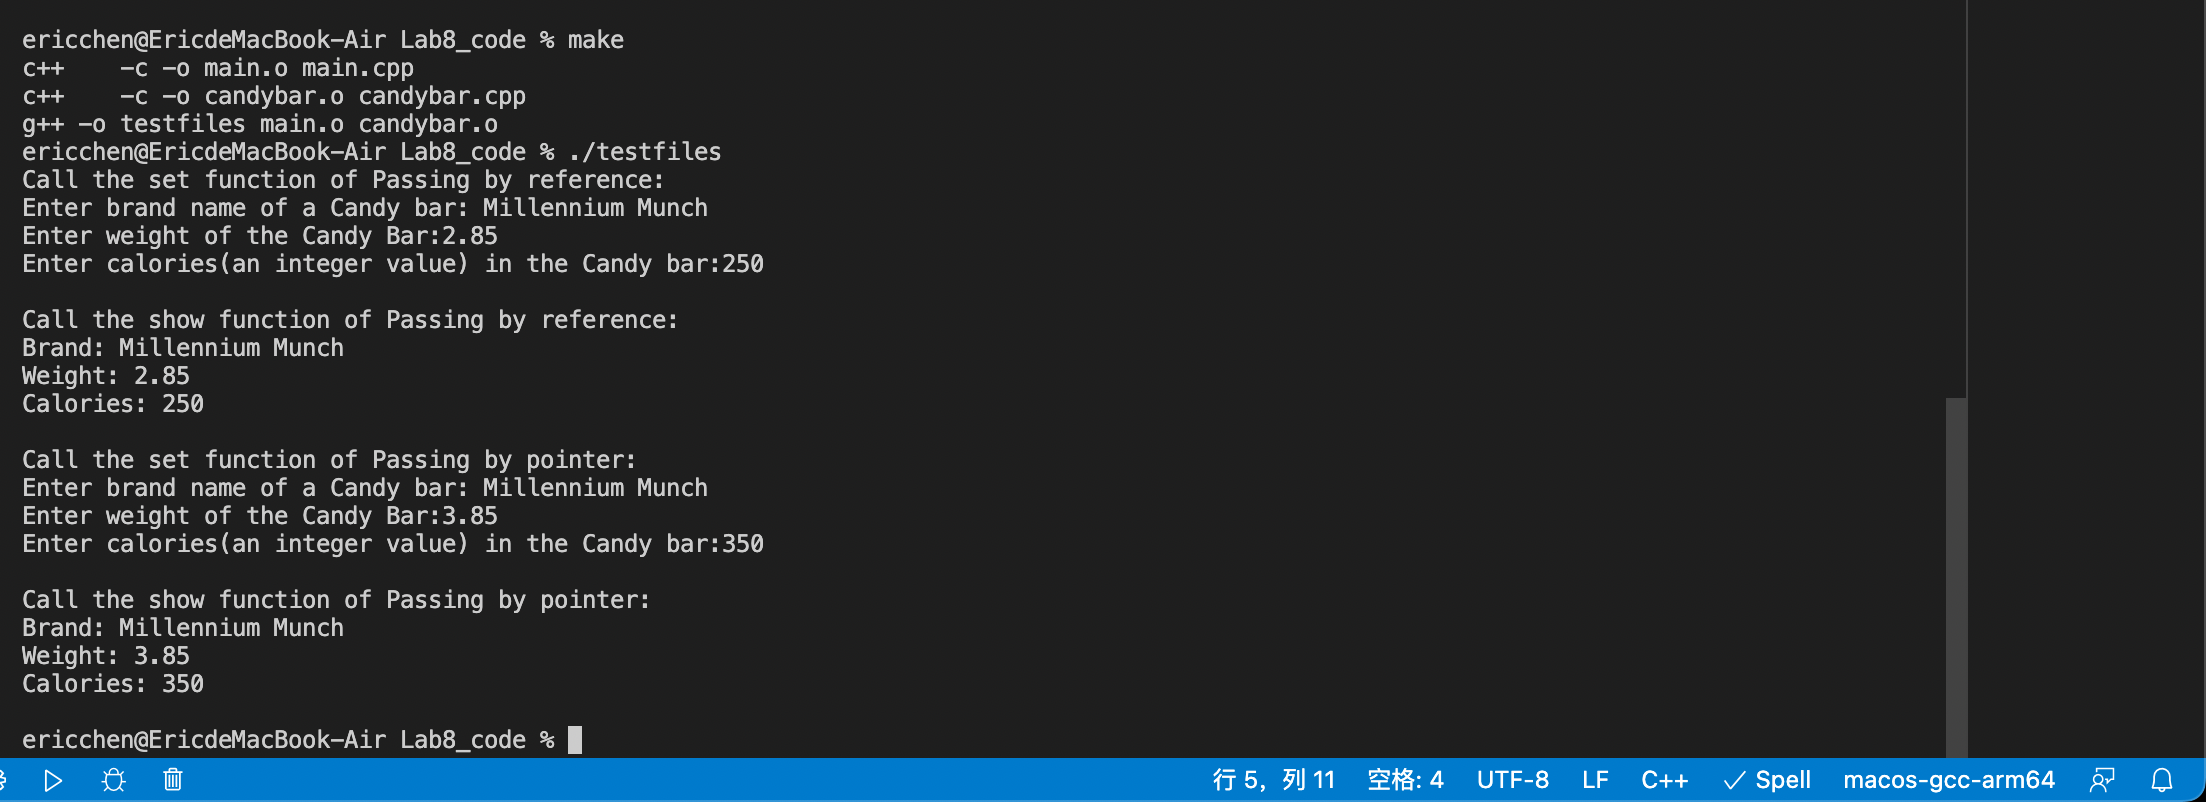 ericchen@EricdeMacBook-Air Lab8_code % make
c++    -c -o main.o main.cpp
c++    -c -o candybar.o candybar.cpp
g++ -o testfiles main.o candybar.o
ericchen@EricdeMacBook-Air Lab8_code % ./testfiles
Call the set function of Passing by reference:
Enter brand name of a Candy bar: Millennium Munch
Enter weight of the Candy Bar:2.85
Enter calories(an integer value) in the Candy bar:250
Call the show function of Passing by reference:
Brand: Millennium Munch
Weight: 2.85
Calories: 250
Call the set function of Passing by pointer:
Enter brand name of a Candy bar: Millennium Munch
Enter weight of the Candy Bar:3.85
Enter calories(an integer value) in the Candy bar:350
Call the show function of Passing by pointer:
Brand: Millennium Munch
Weight: 3.85
Calories: 350
ericchen@EricdeMacBook-Air Lab8_code %
行 5，列 11 空格: 4 UTF-8 LF C++ Spell macos-gcc-arm64